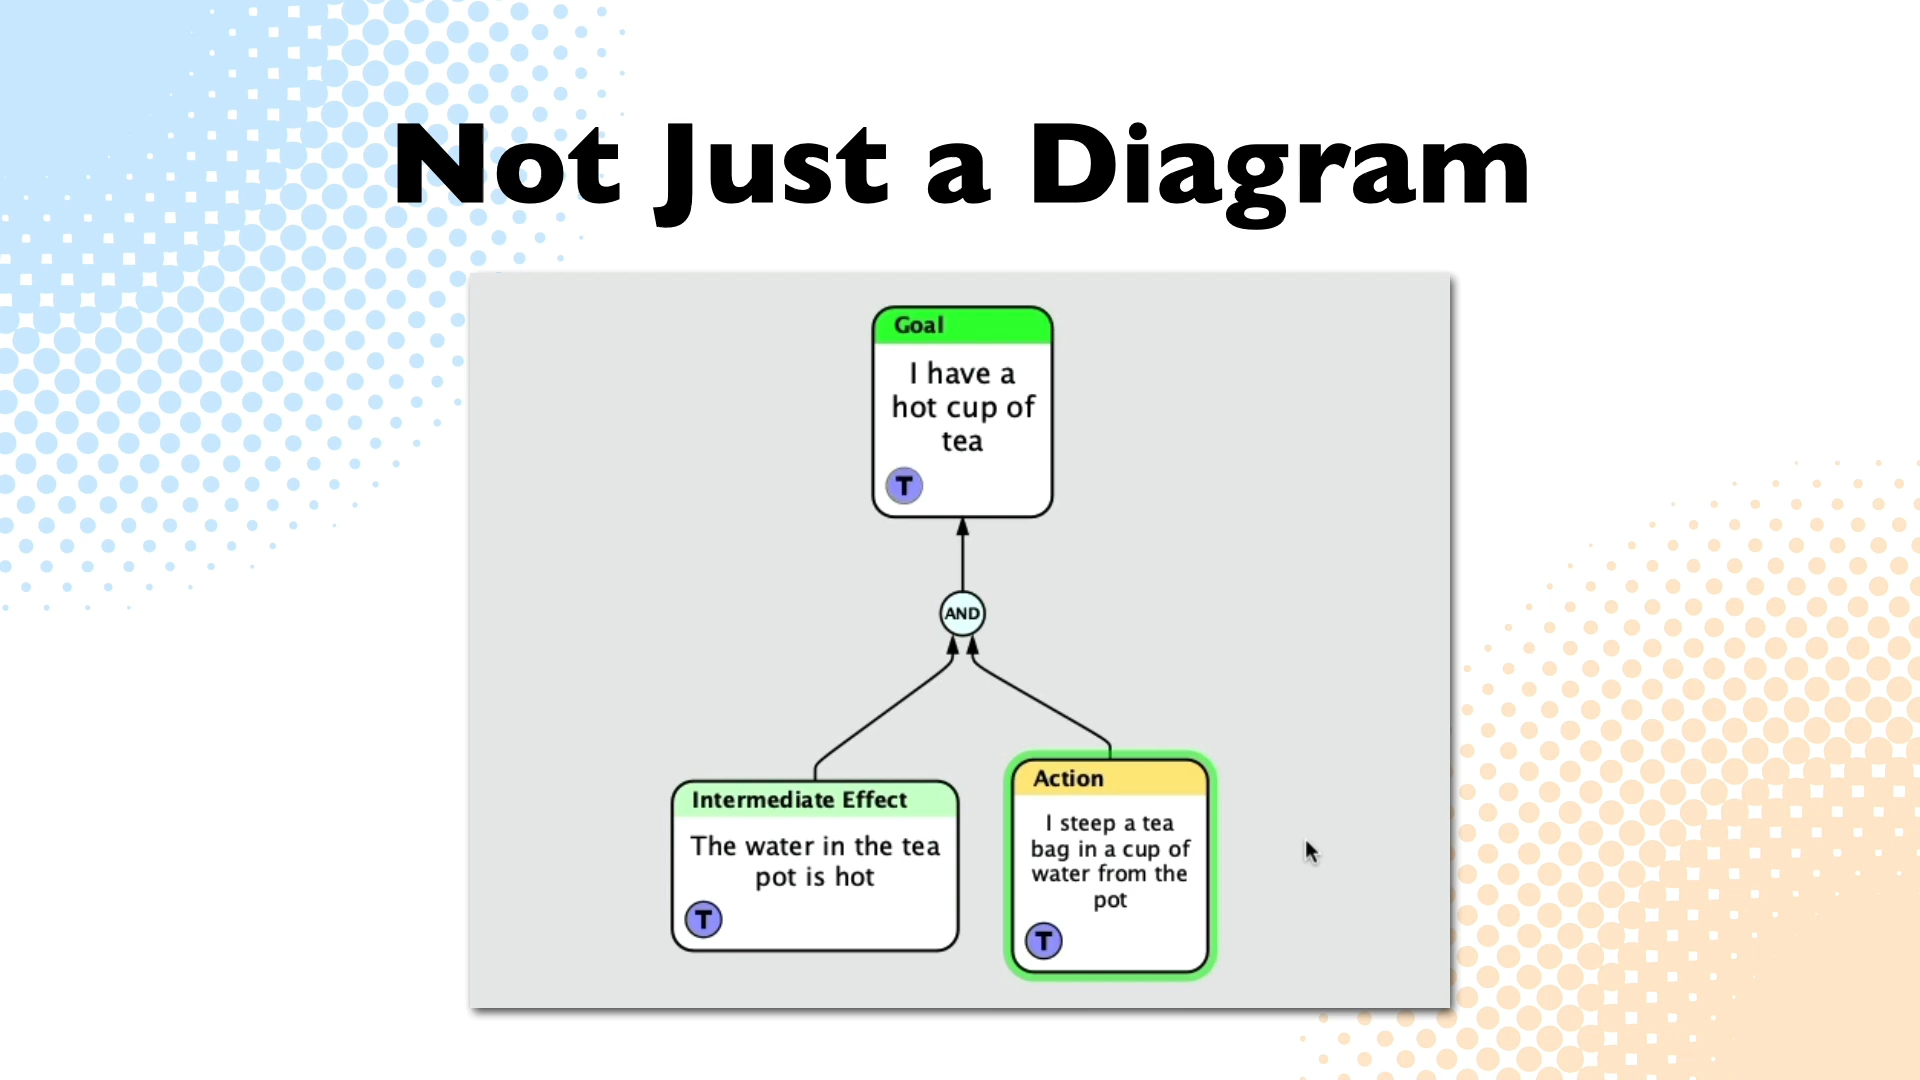 Not Just a Diagram
Goal
I have a
hot cup of
tea
T
AND
Intermediate Effect
The water in the tea
pot is hot
T
Action
I steep a tea
bag in a cup of
water from the
pot
T